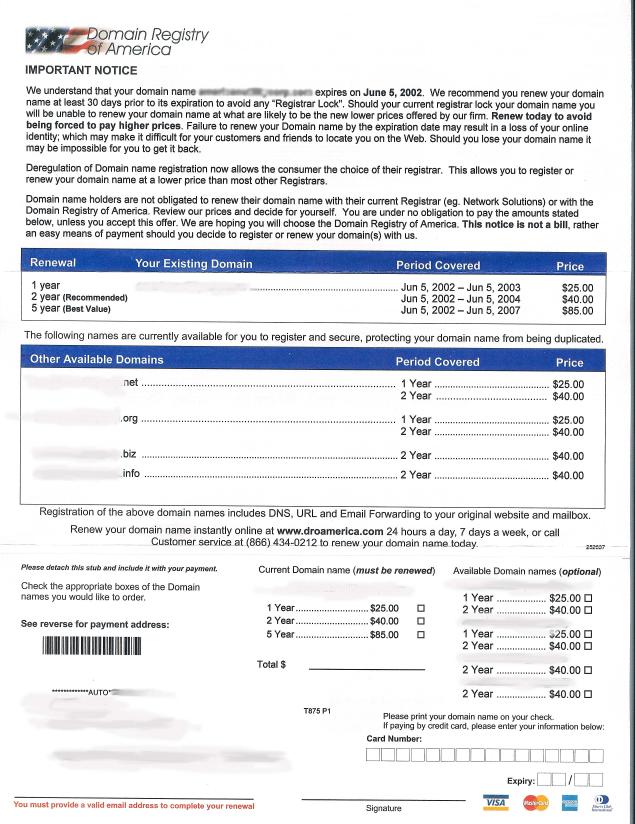 Domain Registry
of America
IMPORTANT NOTICE
We understand that your domain name expires on June 5, 2002. We recommend you renew your domain
name at least 30 days prior to its expiration to avoid any "Registrar Lock". Should your current registrar lock your domain name you
will be unable to renew your domain name at what are likely to be the new lower prices offered by our firm. Renew today to avoid
being forced to pay higher prices. Failure to renew your Domain name by the expiration date may result in a loss of your online
identity; which may make it difficult for your customers and friends to locate you on the Web. Should you lose your domain name it
may be impossible for you to get it back.
Deregulation of Domain name registration now allows the consumer the choice of their registrar. This allows you to register or
renew your domain name at a lower price than most other Registrars.
Domain name holders are not obligated to renew their domain name with their current Registrar (eg. Network Solutions) or with the
Domain Registry of America. Review our prices and decide for yourself. You are under no obligation to pay the amounts stated
below, unless you accept this offer. We are hoping you will choose the Domain Registry of America. This notice is not a bill, rather
an easy means of payment should you decide to register or renew your domain(s) with us.
Renewal Your Existing Domain Period Covered Price
1 year Jun 5, 2002 – Jun 5, 2003 $25.00
2 year (Recommended) Jun 5, 2002 – Jun 5, 2004 $40.00
5 year (Best Value) Jun 5, 2002 – Jun 5, 2007 $85.00
The following names are currently available for you to register and secure, protecting your domain name from being duplicated.
Other Available Domains Period Covered Price
.net 1 Year $25.00
2 Year $40.00
.org 1 Year $25.00
2 Year $40.00
.biz 2 Year $40.00
.info 2 Year $40.00
Registration of the above domain names includes DNS, URL and Email Forwarding to your original website and mailbox.
Renew your domain name instantly online at www.droamerica.com 24 hours a day, 7 days a week, or call
Customer service at (866) 434-0212 to renew your domain name today.
Please detach this stub and include it with your payment.
Check the appropriate boxes of the Domain
names you would like to order.
See reverse for payment address:
*************AUTO*
Current Domain name (must be renewed)
1 Year $25.00
2 Year $40.00
5 Year $85.00
Total $
T875 P1
Available Domain names (optional)
1 Year $25.00
2 Year $40.00
1 Year $25.00
2 Year $40.00
2 Year $40.00
2 Year $40.00
Please print your domain name on your check.
If paying by credit card, please enter your information below:
Card Number:
Expiry: /
You must provide a valid email address to complete your renewal
Signature
VISA MasterCard